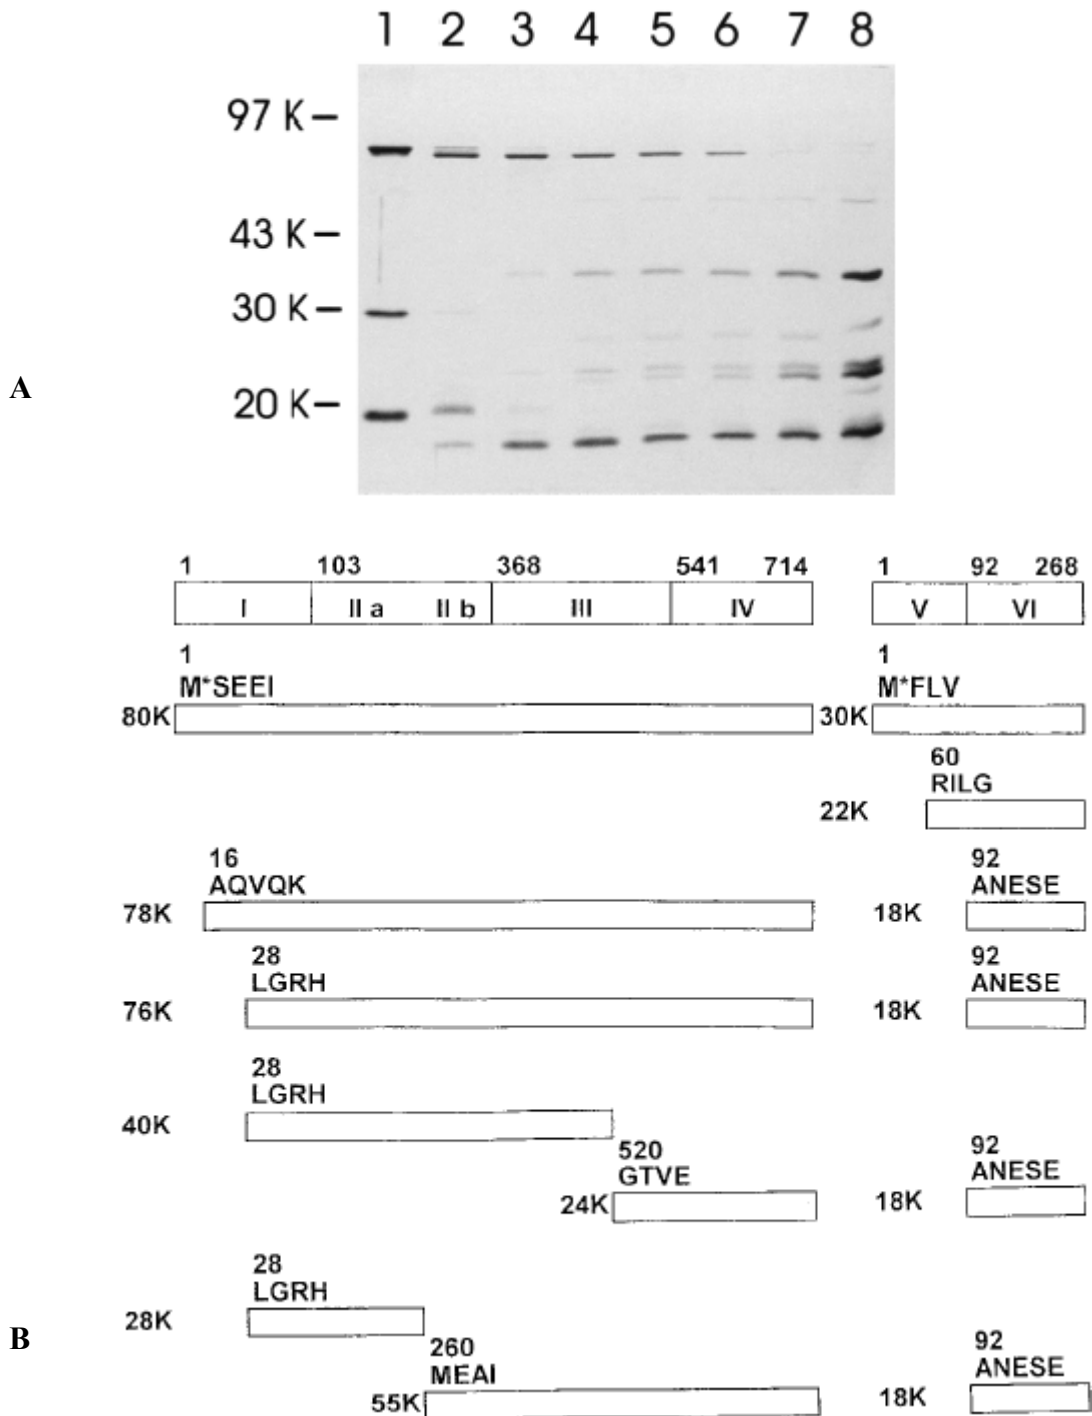 1 2 3 4 5 6 7 8
97 K
43 K
30 K
A
20 K
1 103 368 541 714 1 92 268
I II a II b III IV V VI
1 1
M*SEEI M*FLV
80K 30K
60
RILG
22K
16 92
AQVQK ANESE
78K 18K
28 92
LGRH ANESE
76K 18K
28
LGRH
40K
520 92
GTVE ANESE
24K 18K
28
LGRH
28K
B
260 92
MEAI ANESE
55K 18K